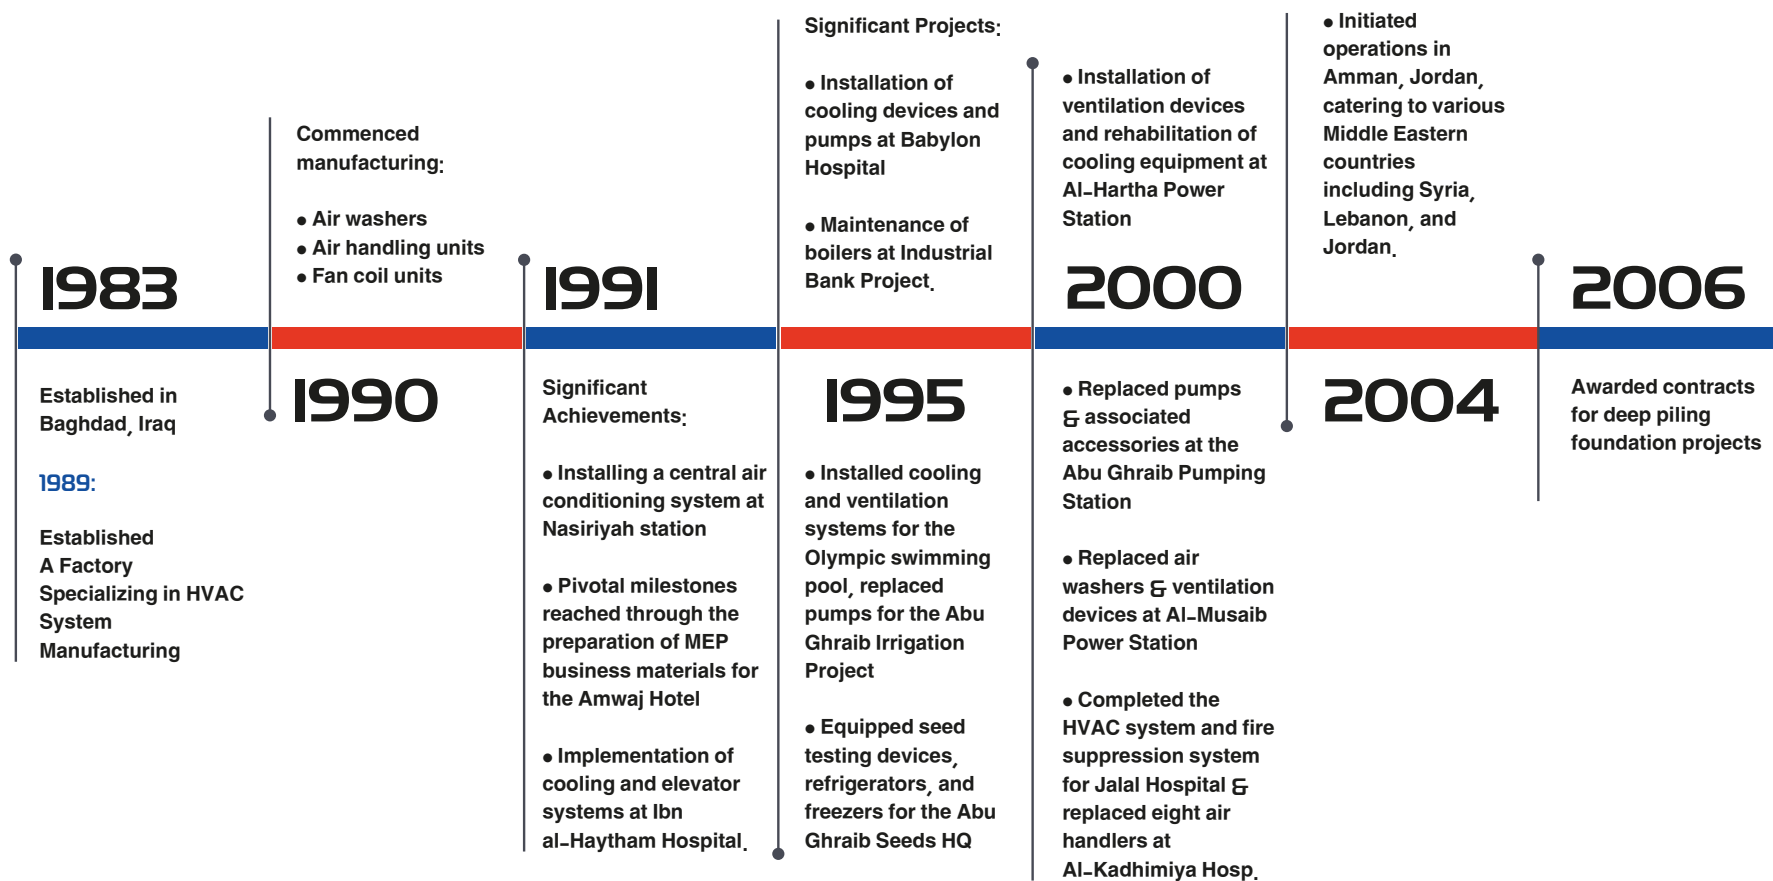 1983
Established in
Baghdad, Iraq
1989:
Established
A Factory
Specializing in HVAC
System
Manufacturing
Commenced
manufacturing:
• Air washers
• Air handling units
• Fan coil units
1990
1991
Significant
Achievements:
• Installing a central air
conditioning system at
Nasiriyah station
• Pivotal milestones
reached through the
preparation of MEP
business materials for
the Amwaj Hotel
• Implementation of
cooling and elevator
systems at Ibn
al-Haytham Hospital.
Significant Projects:
• Installation of
cooling devices and
pumps at Babylon
Hospital
• Maintenance of
boilers at Industrial
Bank Project.
1995
• Installed cooling
and ventilation
systems for the
Olympic swimming
pool, replaced
pumps for the Abu
Ghraib Irrigation
Project
• Equipped seed
testing devices,
refrigerators, and
freezers for the Abu
Ghraib Seeds HQ
• Installation of
ventilation devices
and rehabilitation of
cooling equipment at
Al-Hartha Power
Station
2000
• Replaced pumps
& associated
accessories at the
Abu Ghraib Pumping
Station
• Replaced air
washers & ventilation
devices at Al-Musaib
Power Station
• Completed the
HVAC system and fire
suppression system
for Jalal Hospital &
replaced eight air
handlers at
Al-Kadhimiya Hosp.
• Initiated
operations in
Amman, Jordan,
catering to various
Middle Eastern
countries
including Syria,
Lebanon, and
Jordan.
2004
2006
Awarded contracts
for deep piling
foundation projects